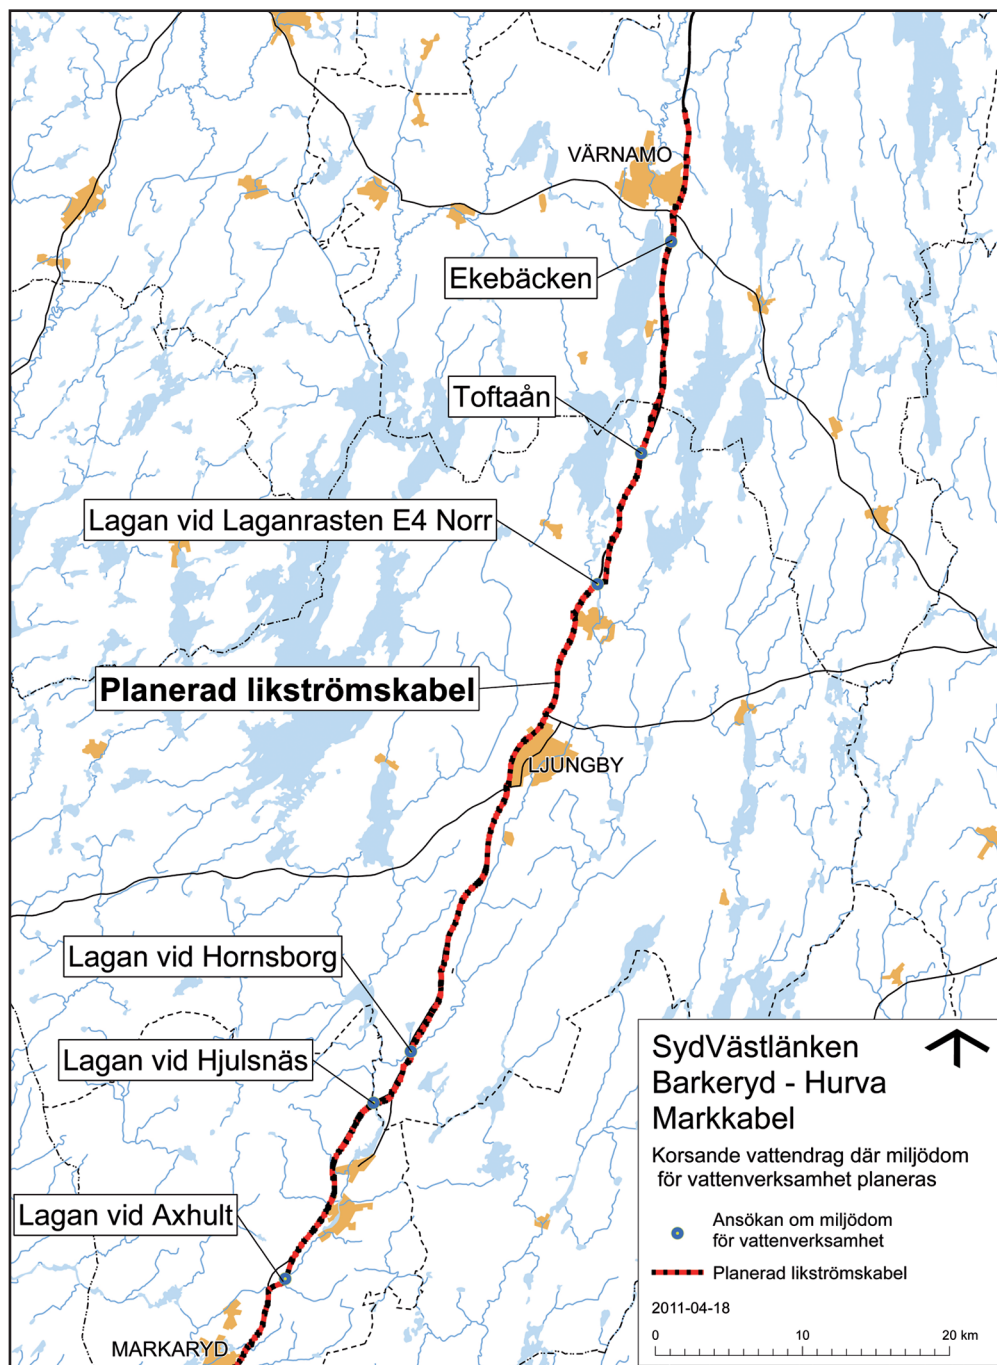 VÄRNAMO
Ekebäcken
Toftaån
Lagan vid Laganrasten E4 Norr
Planerad likströmskabel
LJUNGBY
Lagan vid Hornsborg
Lagan vid Hjulsnäs
Lagan vid Axhult
MARKARYD
SydVästlänken
Barkeryd - Hurva
Markkabel
Korsande vattendrag där miljödom
för vattenverksamhet planeras
Ansökan om miljödom
för vattenverksamhet
Planerad likströmskabel
2011-04-18
0 10 20 km